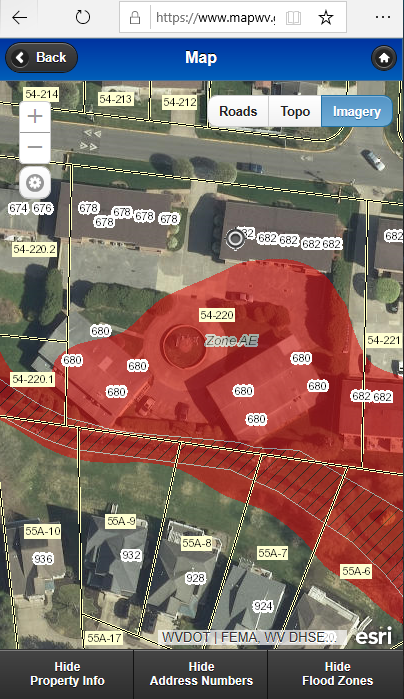 https://www.mapwv.g
Back
Map
54-214
54-213
54-212
Roads
Topo
Imagery
674 676
678
678
678
678
678
682
682
682
682
682
54-220.2
54-220
Zone AE
54-221
680
680
680
680
680
680
680
680
682 682
54-220.1
55A-10
55A-9
55A-8
55A-7
55A-6
936
932
928
924
55A-17
WVDOT | FEMA, WV DHSE...
esri
Hide
Property Info
Hide
Address Numbers
Hide
Flood Zones